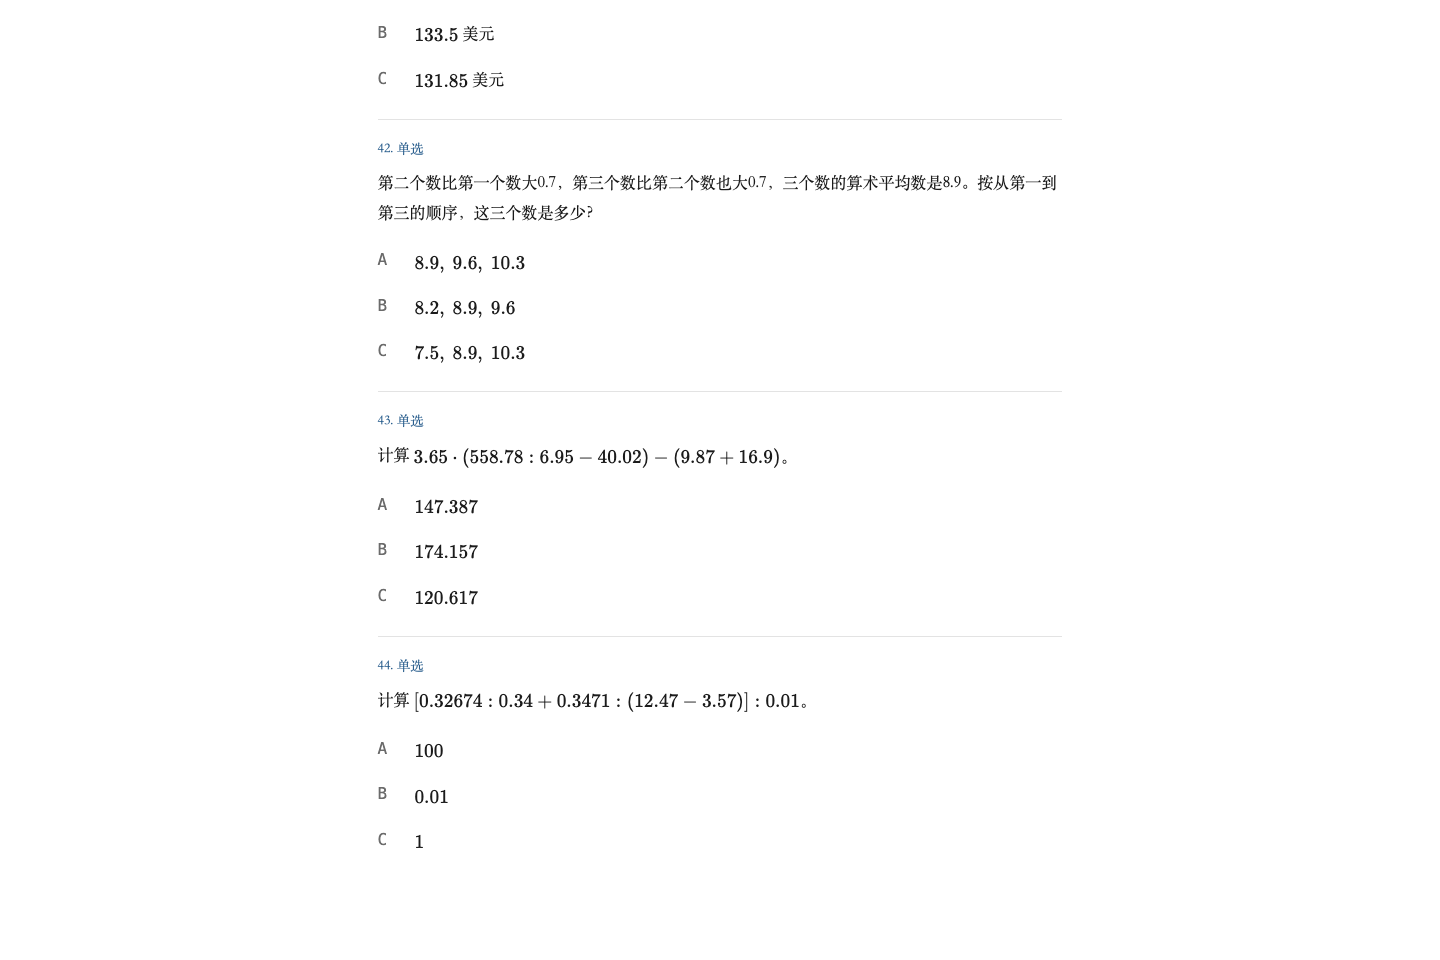 B 133.5 美元
C 131.85 美元
42. 单选
第二个数比第一个数大0.7，第三个数比第二个数也大0.7，三个数的算术平均数是8.9。按从第一到
第三的顺序，这三个数是多少?
A 8.9, 9.6, 10.3
B 8.2, 8.9, 9.6
C 7.5, 8.9, 10.3
43. 单选
计算 3.65 · (558.78 : 6.95 − 40.02) − (9.87 + 16.9)。
A 147.387
B 174.157
C 120.617
44. 单选
计算 [0.32674 : 0.34 + 0.3471 : (12.47 − 3.57)] : 0.01。
A 100
B 0.01
C 1